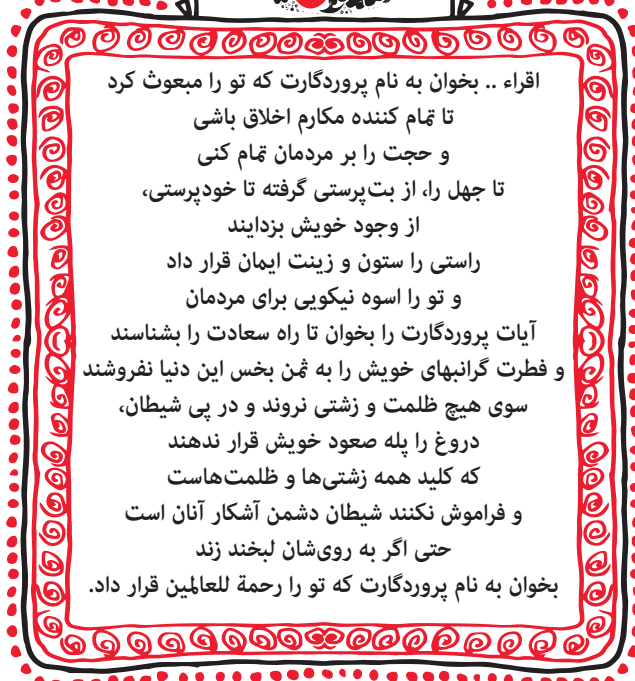 اقراء .. بخوان به نام پروردگارت که تو را مبعوث کرد
تا تمام کننده مکارم اخلاق باشی
و حجت را بر مردمان تمام کنی
تا جهل را، از بت‌پرستی گرفته تا خودپرستی،
از وجود خویش بزدایند
راستی را ستون و زینت ایمان قرار داد
و تو را اسوه نیکویی برای مردمان
آیات پروردگارت را بخوان تا راه سعادت را بشناسند
و فطرت گرانبهای خویش را به ثمن بخس این دنیا نفروشند
سوی هیچ ظلمت و زشتی نروند و در پی شیطان،
دروغ را پله صعود خویش قرار ندهند
که کلید همه زشتی‌ها و ظلمت‌هاست
و فراموش نکنند شیطان دشمن آشکار آنان است
حتی اگر به روی‌شان لبخند زند
بخوان به نام پروردگارت که تو را رحمة للعالمین قرار داد.